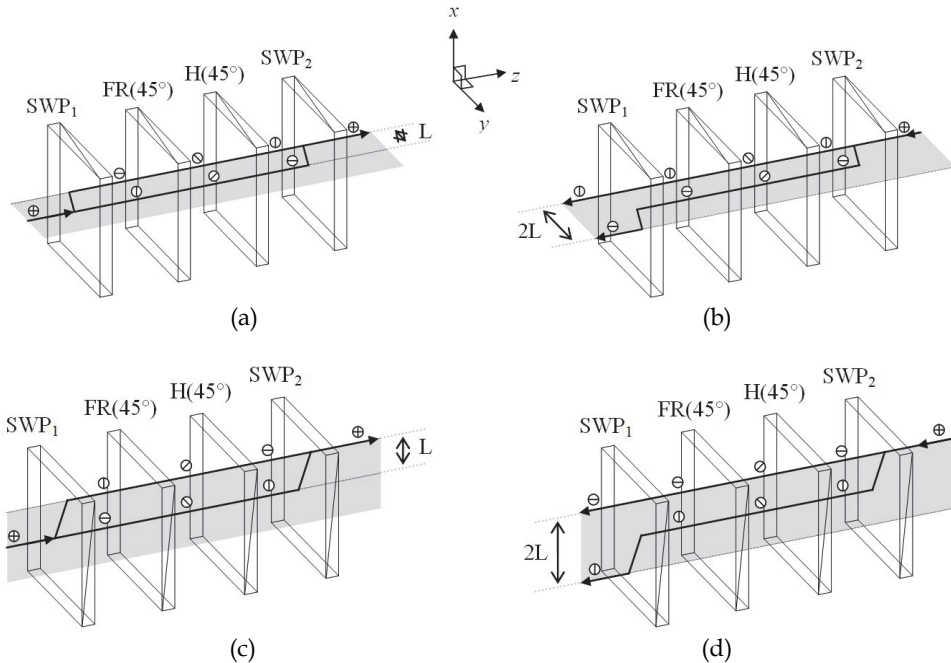 x
z
y
SWP₁
FR(45°)
H(45°)
SWP₂
L
(a)
SWP₁
FR(45°)
H(45°)
SWP₂
2L
(b)
SWP₁
FR(45°)
H(45°)
SWP₂
L
(c)
SWP₁
FR(45°)
H(45°)
SWP₂
2L
(d)